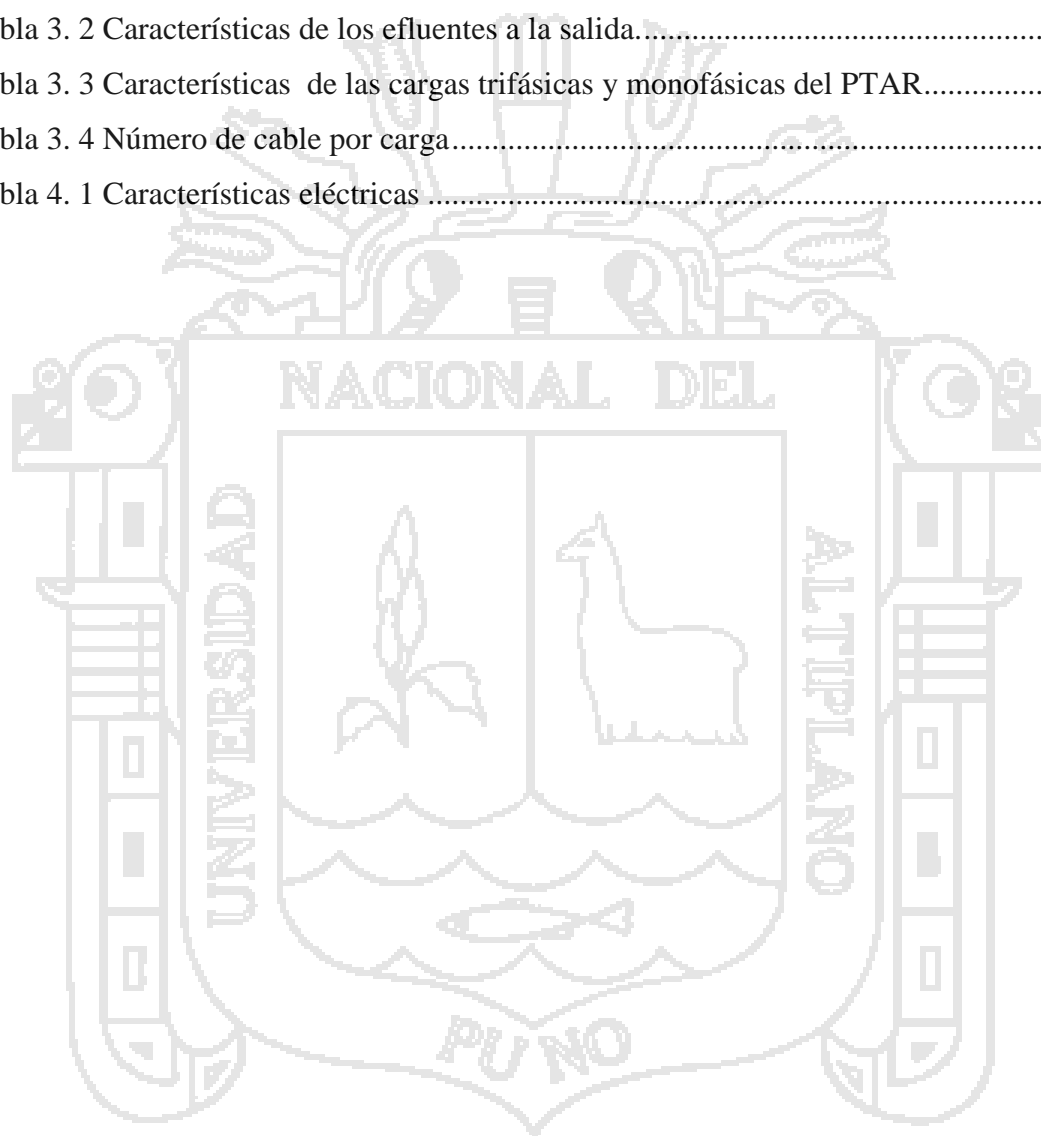 bla 3. 2 Características de los efluentes a la salida.
bla 3. 3 Características de las cargas trifásicas y monofásicas del PTAR
bla 3. 4 Número de cable por carga
bla 4. 1 Características eléctricas
NACIONAL DEL
UNIVERSIDAD
ALTIPLANO
PUNO